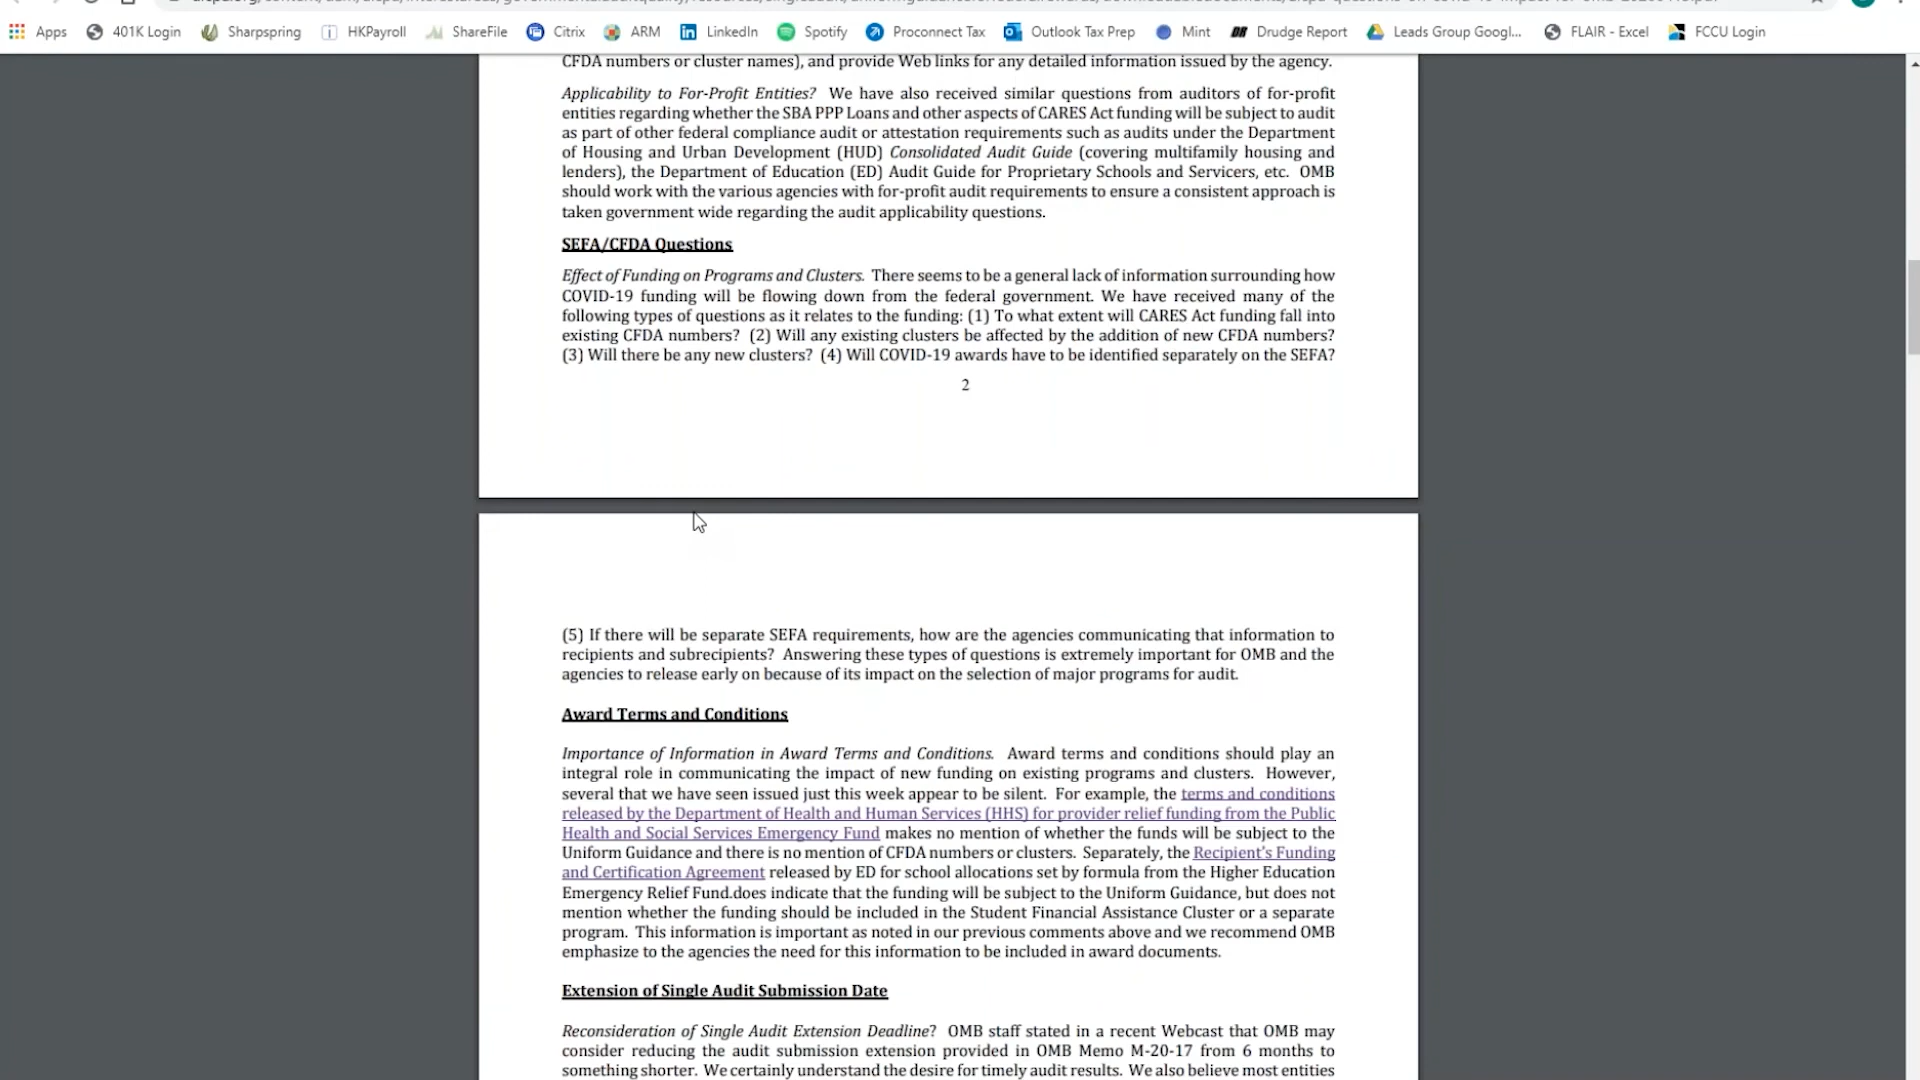 Apps 401K Login Sharpspring HKPayroll ShareFile Citrix ARM LinkedIn Spotify Proconnect Tax Outlook Tax Prep Mint Drudge Report Leads Group Googl... FLAIR - Excel FCCU Login
CFDA numbers or cluster names), and provide Web links for any detailed information issued by the agency.
Applicability to For-Profit Entities? We have also received similar questions from auditors of for-profit
entities regarding whether the SBA PPP Loans and other aspects of CARES Act funding will be subject to audit
as part of other federal compliance audit or attestation requirements such as audits under the Department
of Housing and Urban Development (HUD) Consolidated Audit Guide (covering multifamily housing and
lenders), the Department of Education (ED) Audit Guide for Proprietary Schools and Servicers, etc. OMB
should work with the various agencies with for-profit audit requirements to ensure a consistent approach is
taken government wide regarding the audit applicability questions.
SEFA/CFDA Questions
Effect of Funding on Programs and Clusters. There seems to be a general lack of information surrounding how
COVID-19 funding will be flowing down from the federal government. We have received many of the
following types of questions as it relates to the funding: (1) To what extent will CARES Act funding fall into
existing CFDA numbers? (2) Will any existing clusters be affected by the addition of new CFDA numbers?
(3) Will there be any new clusters? (4) Will COVID-19 awards have to be identified separately on the SEFA?
2
(5) If there will be separate SEFA requirements, how are the agencies communicating that information to
recipients and subrecipients? Answering these types of questions is extremely important for OMB and the
agencies to release early on because of its impact on the selection of major programs for audit.
Award Terms and Conditions
Importance of Information in Award Terms and Conditions. Award terms and conditions should play an
integral role in communicating the impact of new funding on existing programs and clusters. However,
several that we have seen issued just this week appear to be silent. For example, the terms and conditions
released by the Department of Health and Human Services (HHS) for provider relief funding from the Public
Health and Social Services Emergency Fund makes no mention of whether the funds will be subject to the
Uniform Guidance and there is no mention of CFDA numbers or clusters. Separately, the Recipient's Funding
and Certification Agreement released by ED for school allocations set by formula from the Higher Education
Emergency Relief Fund.does indicate that the funding will be subject to the Uniform Guidance, but does not
mention whether the funding should be included in the Student Financial Assistance Cluster or a separate
program. This information is important as noted in our previous comments above and we recommend OMB
emphasize to the agencies the need for this information to be included in award documents.
Extension of Single Audit Submission Date
Reconsideration of Single Audit Extension Deadline? OMB staff stated in a recent Webcast that OMB may
consider reducing the audit submission extension provided in OMB Memo M-20-17 from 6 months to
something shorter. We certainly understand the desire for timely audit results. We also believe most entities